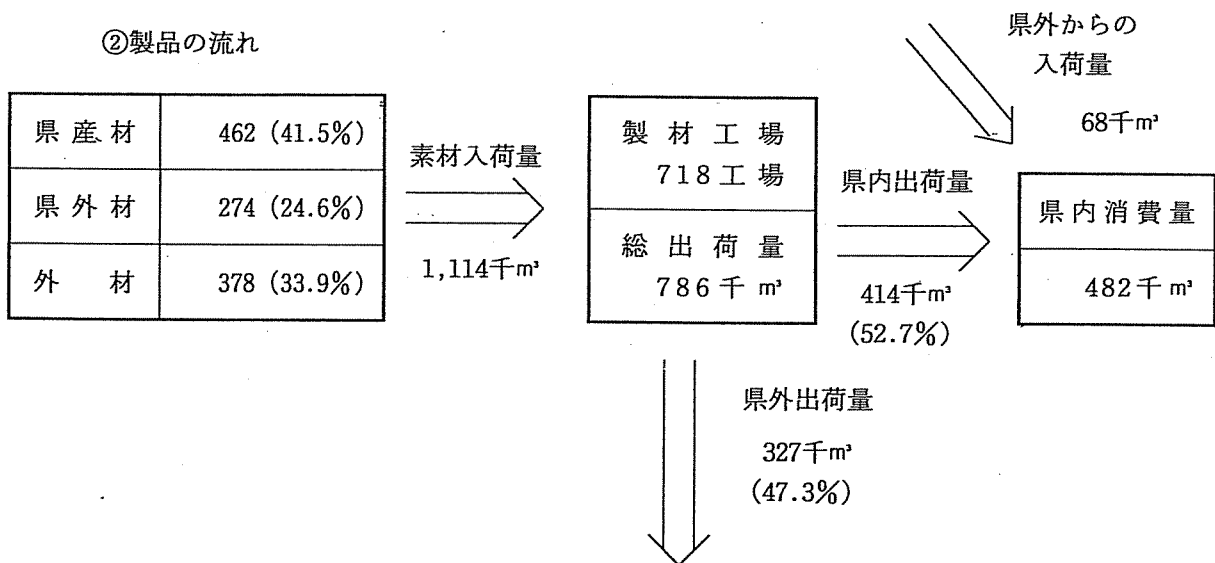 ②製品の流れ
県産材 462 (41.5%)
県外材 274 (24.6%)
外材 378 (33.9%)
素材入荷量
1,114千㎥
製材工場
718工場
総出荷量
786千㎥
県内出荷量
414千㎥
(52.7%)
県外からの
入荷量
68千㎥
県内消費量
482千㎥
県外出荷量
327千㎥
(47.3%)